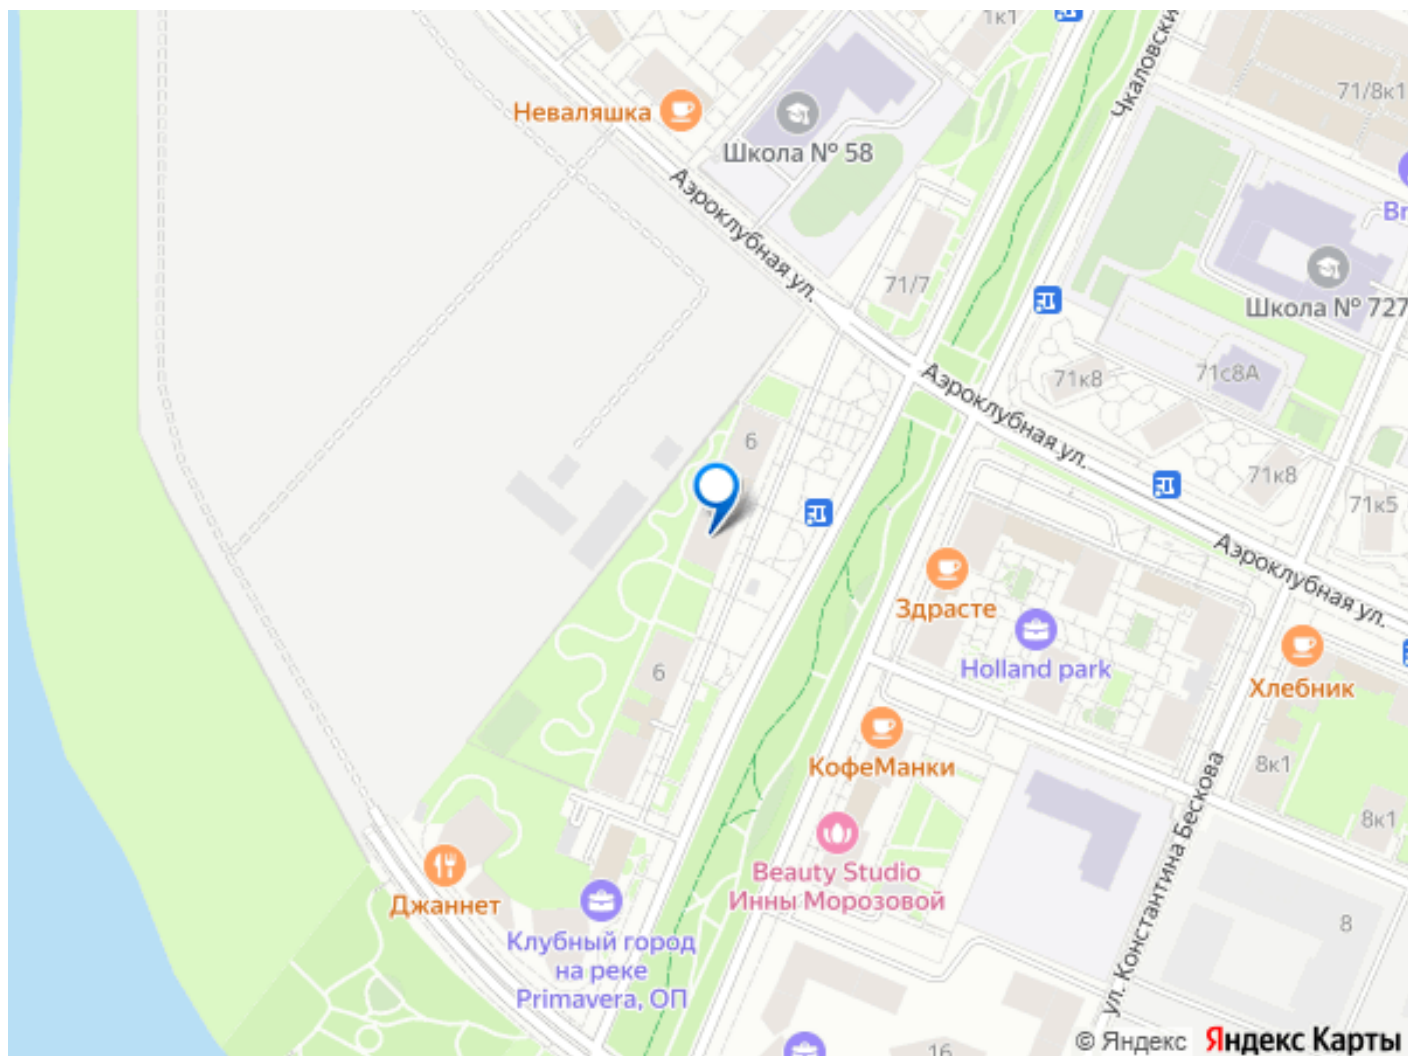 1к1
Чкаловски
71/8к1
Неваляшка
Школа № 58
Аэроклубная ул.
Br
71/7
Школа № 727
Аэроклубная ул.
71к8
71с8А
6
71к8
71к5
Аэроклубная ул.
Здрасте
Holland park
6
Хлебник
КофеМанки
8к1
8к1
ул. Константина Бескова
Beauty Studio
Инны Морозовой
Джаннет
8
Клубный город
на реке
Primavera, ОП
16
© Яндекс Яндекс Карты